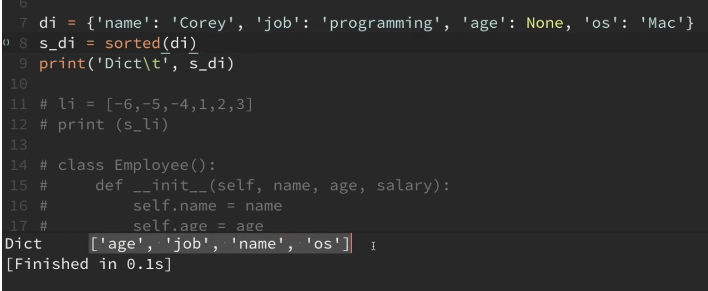 6
7 di = {'name': 'Corey', 'job': 'programming', 'age': None, 'os': 'Mac'}
8 s_di = sorted(di)
9 print('Dict\t', s_di)
10
11 # li = [-6,-5,-4,1,2,3]
12 # print (s_li)
13
14 # class Employee():
15 #     def __init__(self, name, age, salary):
16 #         self.name = name
17 #         self.age = age
Dict     ['age', 'job', 'name', 'os']
[Finished in 0.1s]